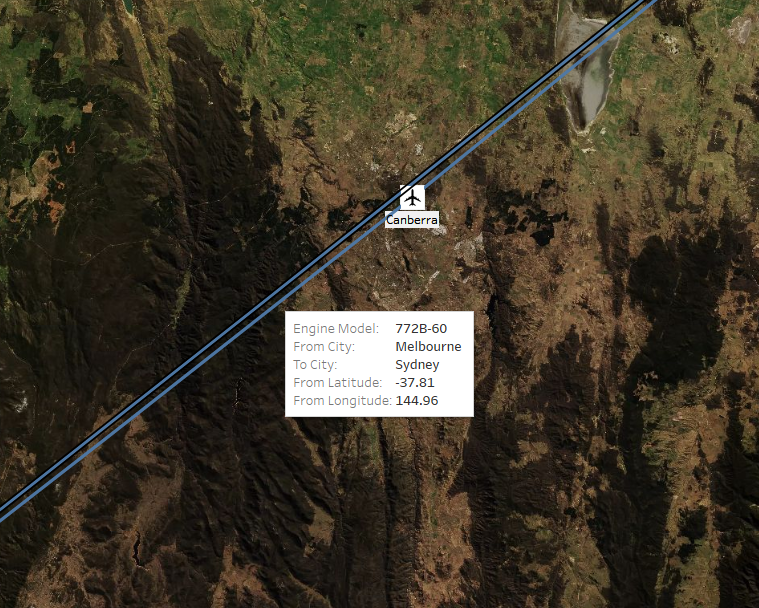 Canberra
Engine Model: 772B-60
From City: Melbourne
To City: Sydney
From Latitude: -37.81
From Longitude: 144.96